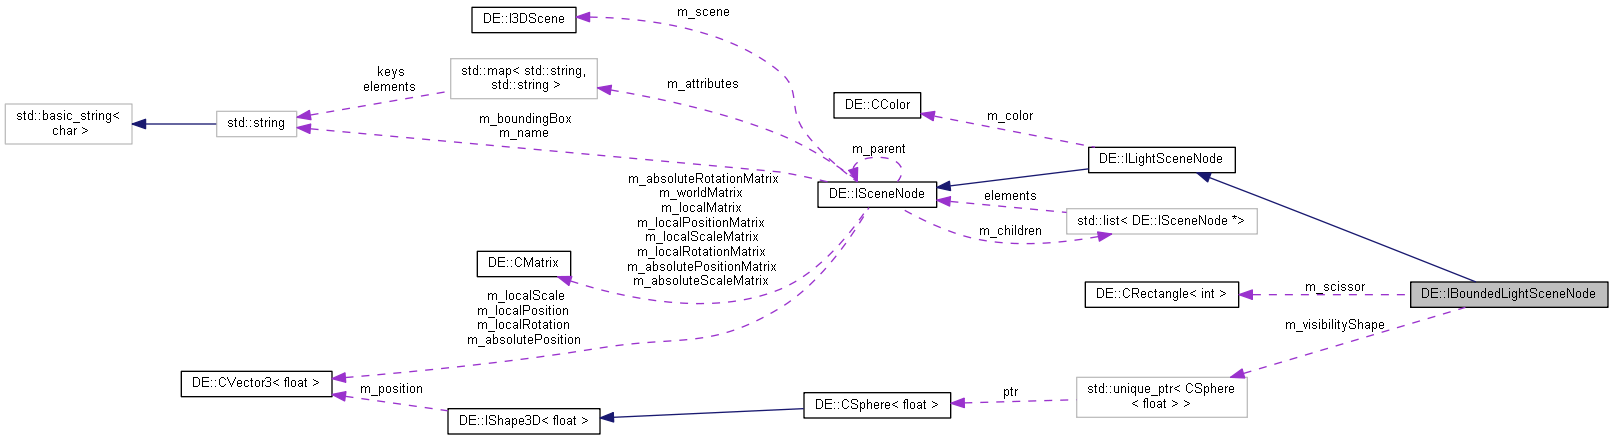 DE::I3DScene
m_scene
keys
elements
std::map< std::string,
std::string >
m_attributes
std::basic_string<
char >
std::string
m_boundingBox
m_name
DE::CColor
m_color
m_parent
DE::ILightSceneNode
DE::ISceneNode
elements
m_children
std::list< DE::ISceneNode *>
m_absoluteRotationMatrix
m_worldMatrix
m_localMatrix
m_localPositionMatrix
m_localScaleMatrix
m_localRotationMatrix
m_absolutePositionMatrix
m_absoluteScaleMatrix
DE::CMatrix
DE::CRectangle< int >
m_scissor
DE::IBoundedLightSceneNode
m_localScale
m_localPosition
m_localRotation
m_absolutePosition
m_visibilityShape
DE::CVector3< float >
m_position
DE::IShape3D< float >
DE::CSphere< float >
ptr
std::unique_ptr< CSphere
< float > >